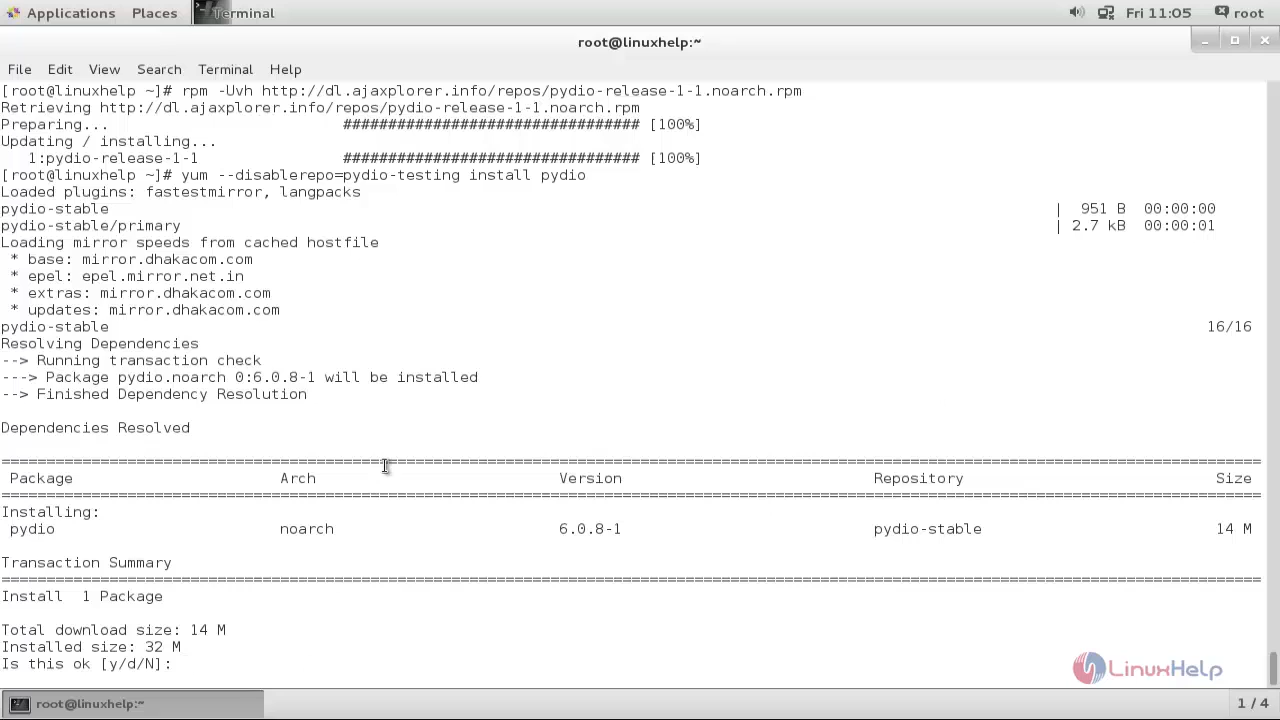 Applications Places Terminal Fri 11:05 root
root@linuxhelp:~
File Edit View Search Terminal Help
[root@linuxhelp ~]# rpm -Uvh http://dl.ajaxplorer.info/repos/pydio-release-1-1.noarch.rpm
Retrieving http://dl.ajaxplorer.info/repos/pydio-release-1-1.noarch.rpm
Preparing... ################################# [100%]
Updating / installing...
1:pydio-release-1-1 ################################# [100%]
[root@linuxhelp ~]# yum --disablerepo=pydio-testing install pydio
Loaded plugins: fastestmirror, langpacks
pydio-stable | 951 B 00:00:00
pydio-stable/primary | 2.7 kB 00:00:01
Loading mirror speeds from cached hostfile
* base: mirror.dhakacom.com
* epel: epel.mirror.net.in
* extras: mirror.dhakacom.com
* updates: mirror.dhakacom.com
pydio-stable 16/16
Resolving Dependencies
--> Running transaction check
---> Package pydio.noarch 0:6.0.8-1 will be installed
--> Finished Dependency Resolution
Dependencies Resolved
Package Arch Version Repository Size
Installing:
pydio noarch 6.0.8-1 pydio-stable 14 M
Transaction Summary
Install 1 Package
Total download size: 14 M
Installed size: 32 M
Is this ok [y/d/N]:
LinuxHelp
root@linuxhelp:~ 1 / 4